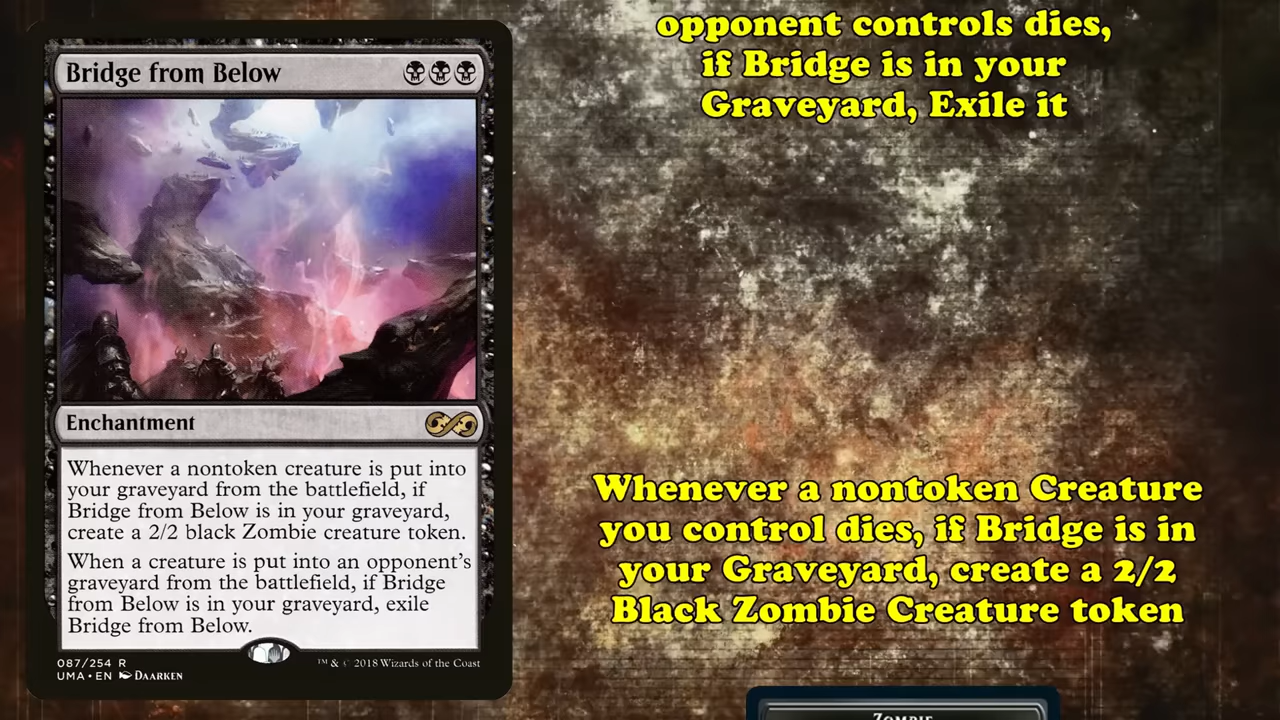 Bridge from Below
Enchantment
Whenever a nontoken creature is put into
your graveyard from the battlefield, if
Bridge from Below is in your graveyard,
create a 2/2 black Zombie creature token.
When a creature is put into an opponent's
graveyard from the battlefield, if Bridge
from Below is in your graveyard, exile
Bridge from Below.
087/254 R
UMA • EN DAARKEN
™ & © 2018 Wizards of the Coast
opponent controls dies,
if Bridge is in your
Graveyard, Exile it
Whenever a nontoken Creature
you control dies, if Bridge is in
your Graveyard, create a 2/2
Black Zombie Creature token
ZOMBIE